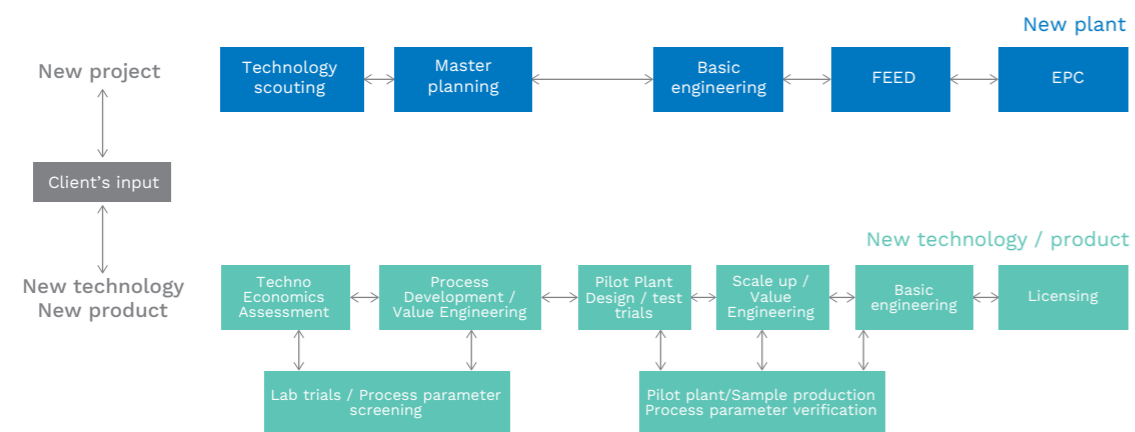 New plant
New project
Technology
scouting
Master
planning
Basic
engineering
FEED
EPC
Client's input
New technology / product
New technology
New product
Techno
Economics
Assessment
Process
Development /
Value Engineering
Pilot Plant
Design / test
trials
Scale up /
Value
Engineering
Basic
engineering
Licensing
Lab trials / Process parameter
screening
Pilot plant/Sample production
Process parameter verification